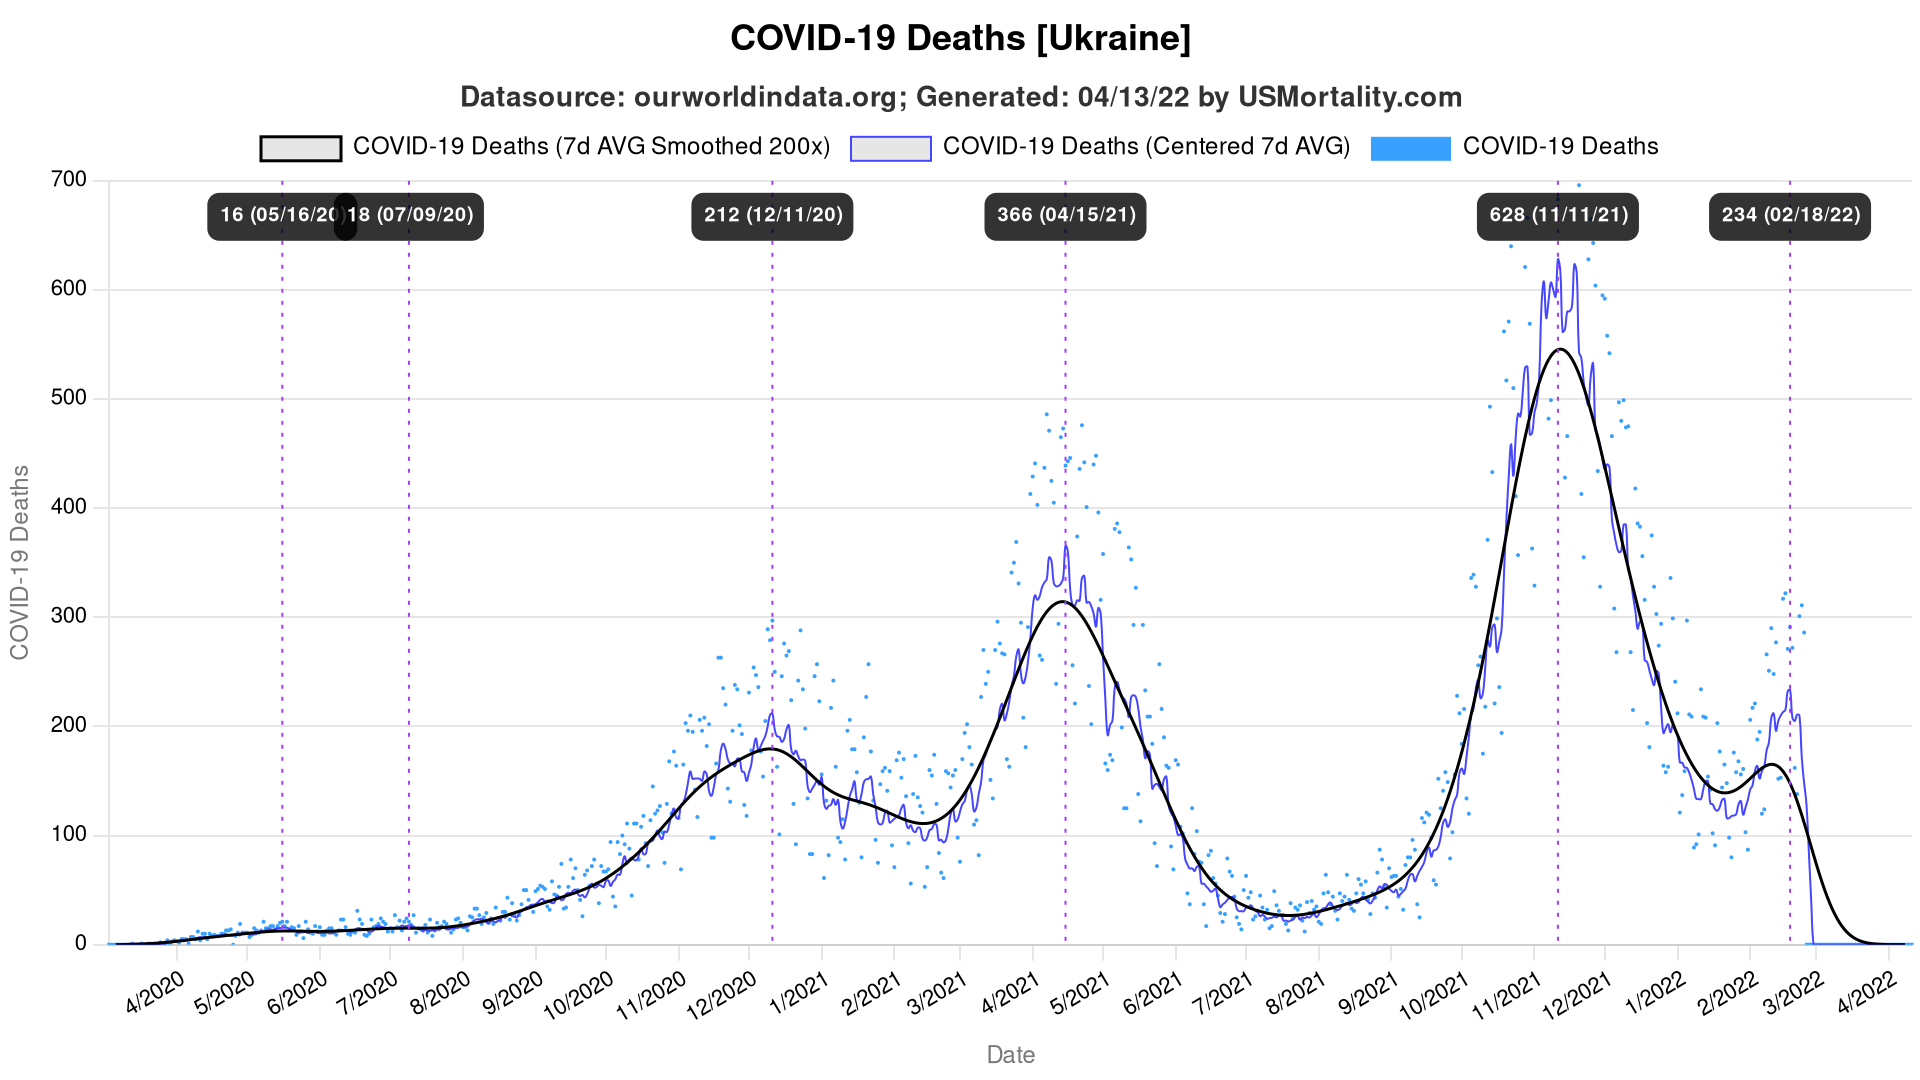 COVID-19 Deaths [Ukraine]
Datasource: ourworldindata.org; Generated: 04/13/22 by USMortality.com
COVID-19 Deaths (7d AVG Smoothed 200x) COVID-19 Deaths (Centered 7d AVG) COVID-19 Deaths
700
16 (05/16/20) 18 (07/09/20) 212 (12/11/20) 366 (04/15/21) 628 (11/11/21) 234 (02/18/22)
600
500
400
300
200
100
0
COVID-19 Deaths
4/2020 5/2020 6/2020 7/2020 8/2020 9/2020 10/2020 11/2020 12/2020 1/2021 2/2021 3/2021 4/2021 5/2021 6/2021 7/2021 8/2021 9/2021 10/2021 11/2021 12/2021 1/2022 2/2022 3/2022 4/2022
Date